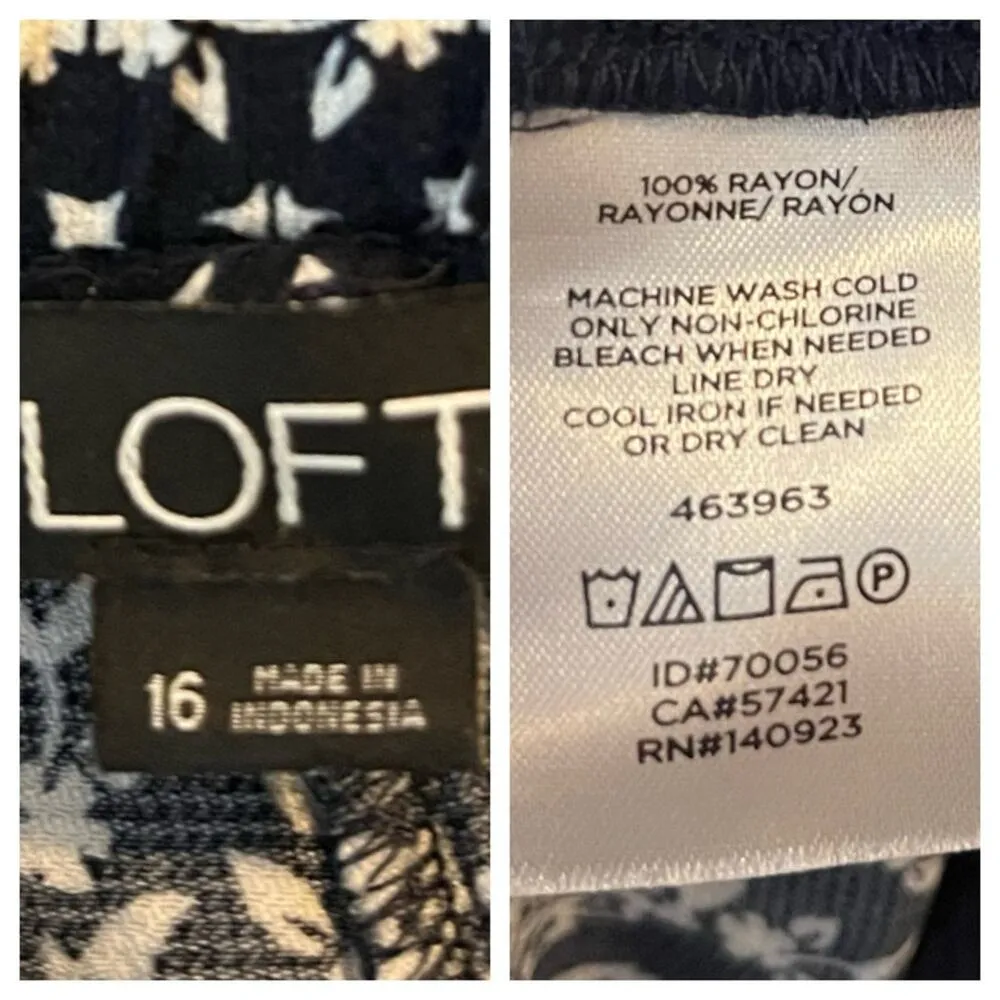 LOFT
16
MADE IN
INDONESIA
100% RAYON/
RAYONNE/ RAYÓN
MACHINE WASH COLD
ONLY NON-CHLORINE
BLEACH WHEN NEEDED
LINE DRY
COOL IRON IF NEEDED
OR DRY CLEAN
463963
P
ID#70056
CA#57421
RN#140923